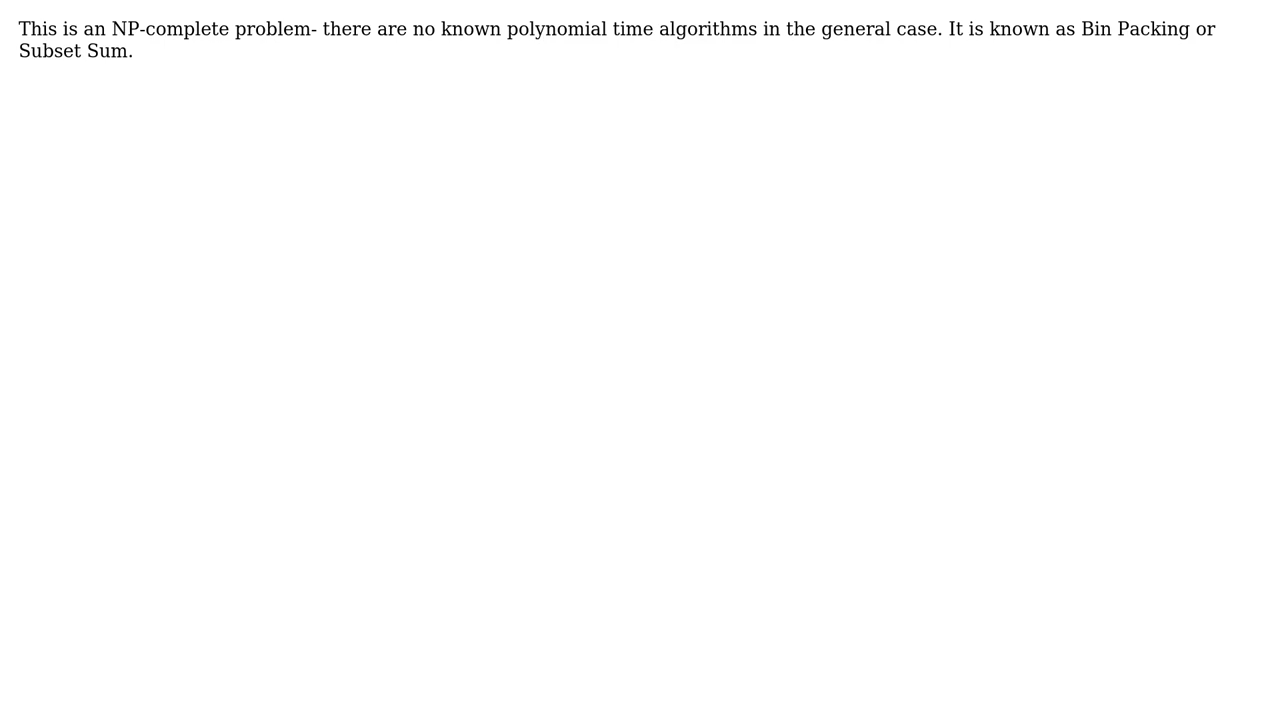 This is an NP-complete problem- there are no known polynomial time algorithms in the general case. It is known as Bin Packing or
Subset Sum.